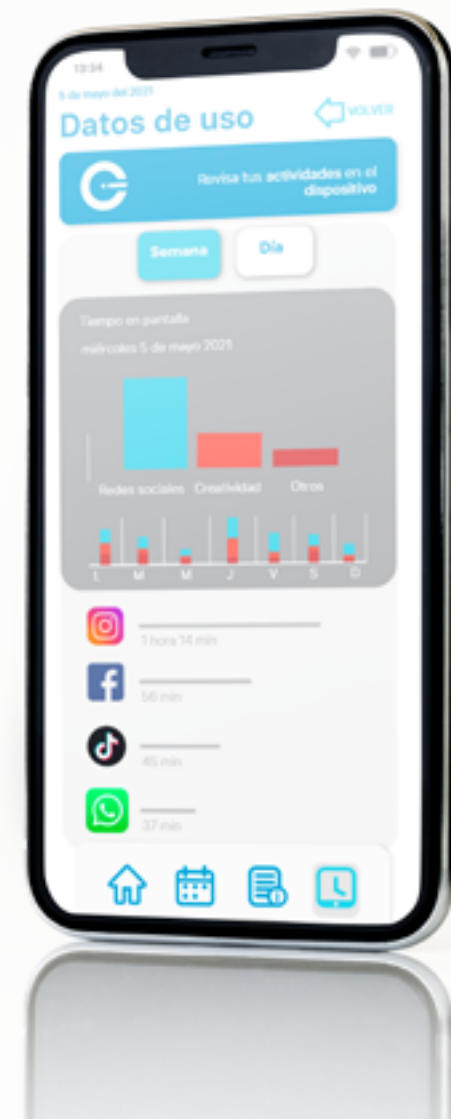 13:34
5 de mayo del 2021
Datos de uso
VOLVER
Revisa tus actividades en el
dispositivo
Semana
Día
Tiempo en pantalla
miércoles 5 de mayo 2021
Redes sociales Creatividad Otros
L M M J V S D
1 hora 14 min
56 min
45 min
37 min